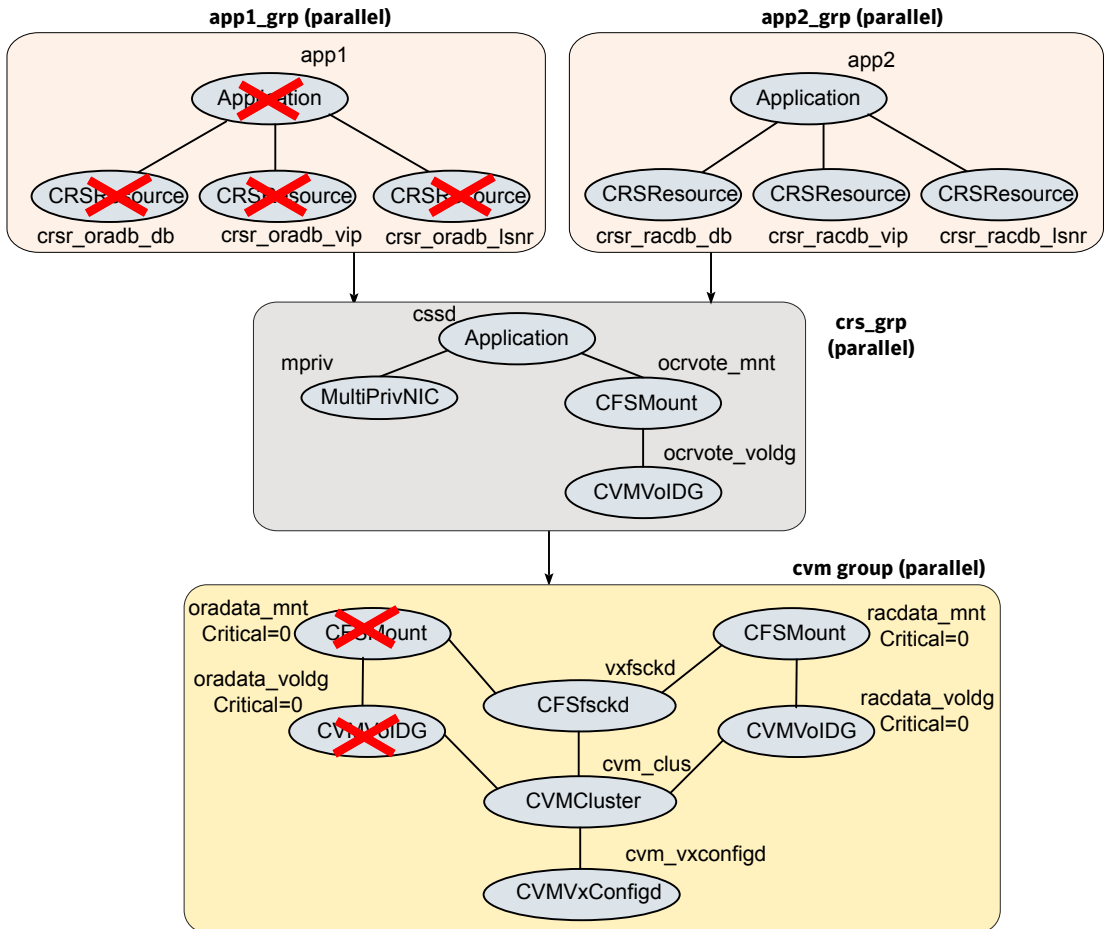 app1_grp (parallel)
app2_grp (parallel)
app1
Application
CRSResource
CRSResource
CRSResource
crsr_oradb_db
crsr_oradb_vip
crsr_oradb_lsnr
app2
Application
CRSResource
CRSResource
CRSResource
crsr_racdb_db
crsr_racdb_vip
crsr_racdb_lsnr
crs_grp
(parallel)
cssd
Application
mpriv
MultiPrivNIC
ocrvote_mnt
CFSMount
ocrvote_voldg
CVMVolDG
cvm group (parallel)
oradata_mnt
Critical=0
CFSMount
racdata_mnt
Critical=0
CFSMount
oradata_voldg
Critical=0
CVMVolDG
vxfsckd
CFSfsckd
racdata_voldg
Critical=0
CVMVolDG
cvm_clus
CVMCluster
cvm_vxconfigd
CVMVxConfigd